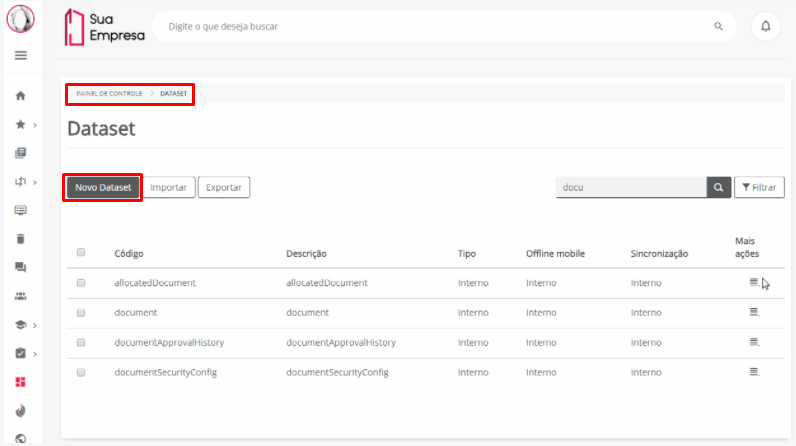 Sua
Empresa
Digite o que deseja buscar
PAINEL DE CONTROLE > DATASET
Dataset
Novo Dataset Importar Exportar docu Filtrar
Código Descrição Tipo Offline mobile Sincronização Mais ações
allocatedDocument allocatedDocument Interno Interno Interno
document document Interno Interno Interno
documentApprovalHistory documentApprovalHistory Interno Interno Interno
documentSecurityConfig documentSecurityConfig Interno Interno Interno